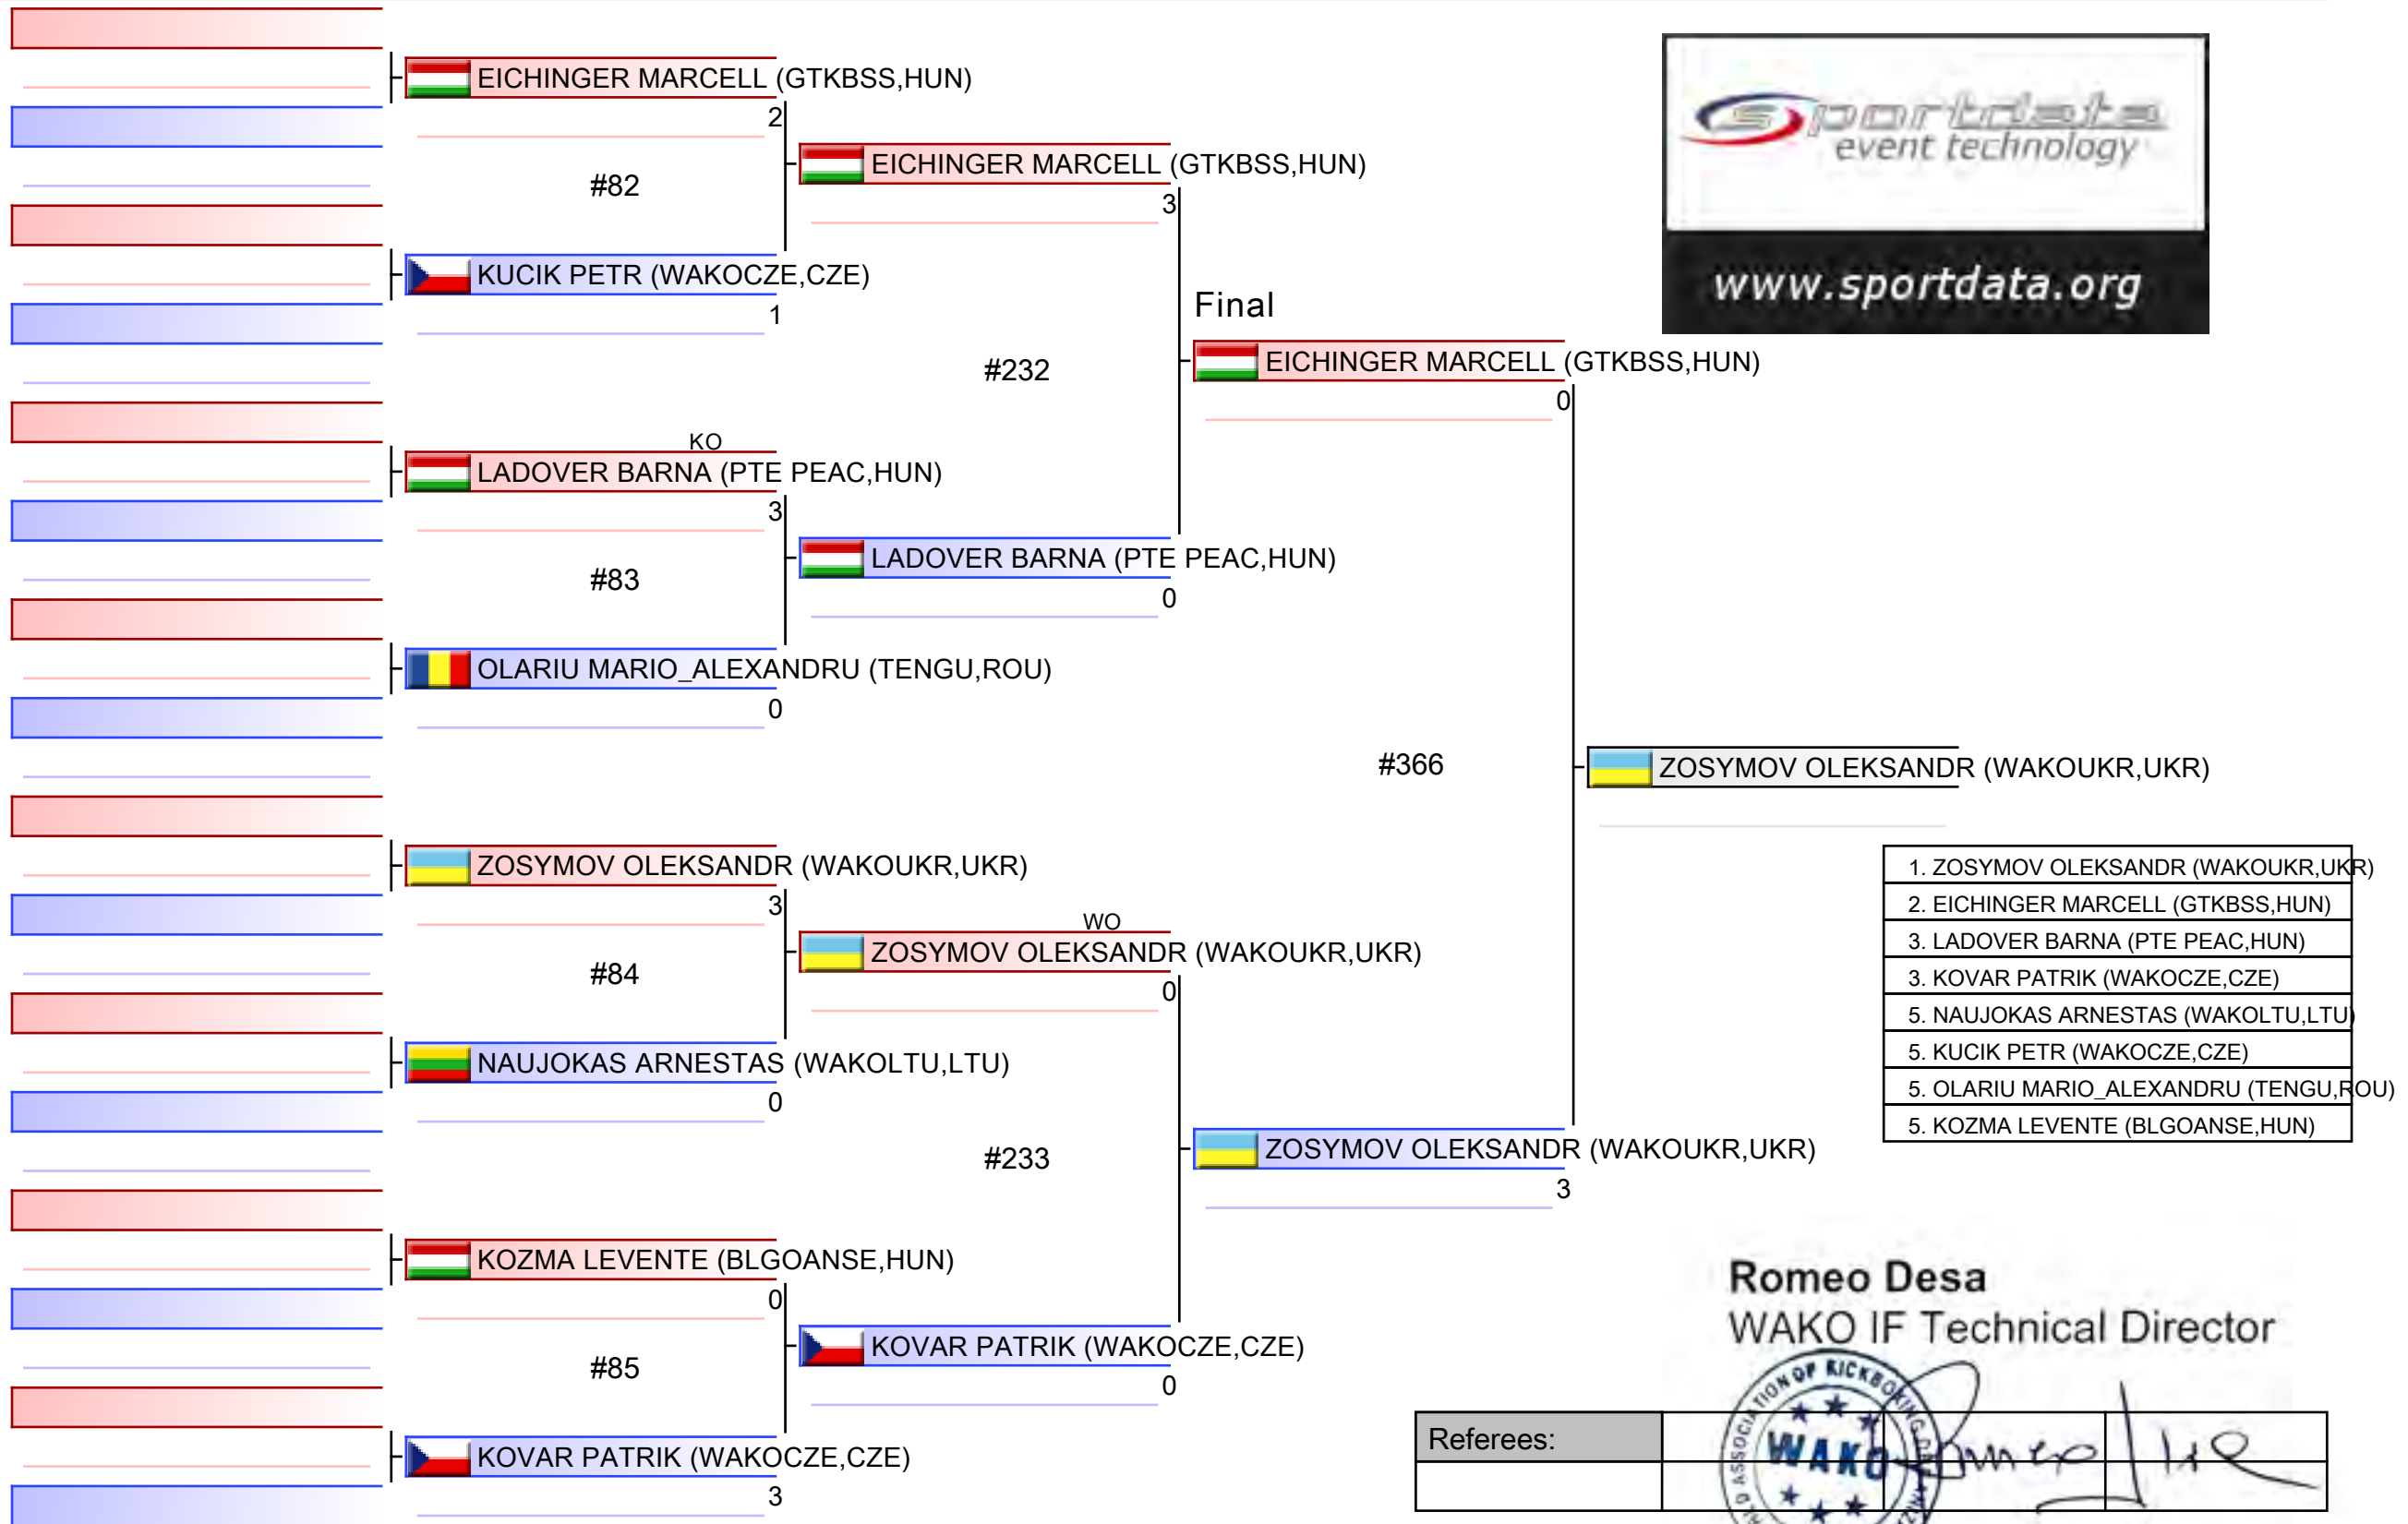 EICHINGER MARCELL (GTKBSS,HUN)
2
#82
KUCIK PETR (WAKOCZE,CZE)
1
KO
LADOVER BARNA (PTE PEAC,HUN)
3
#83
OLARIU MARIO_ALEXANDRU (TENGU,ROU)
0
ZOSYMOV OLEKSANDR (WAKOUKR,UKR)
3
#84
NAUJOKAS ARNESTAS (WAKOLTU,LTU)
0
KOZMA LEVENTE (BLGOANSE,HUN)
0
#85
KOVAR PATRIK (WAKOCZE,CZE)
3
EICHINGER MARCELL (GTKBSS,HUN)
3
#232
LADOVER BARNA (PTE PEAC,HUN)
0
WO
ZOSYMOV OLEKSANDR (WAKOUKR,UKR)
0
#233
KOVAR PATRIK (WAKOCZE,CZE)
0
Final
EICHINGER MARCELL (GTKBSS,HUN)
0
#366
ZOSYMOV OLEKSANDR (WAKOUKR,UKR)
3
sportdata
event technology
www.sportdata.org
ZOSYMOV OLEKSANDR (WAKOUKR,UKR)
1. ZOSYMOV OLEKSANDR (WAKOUKR,UKR)
2. EICHINGER MARCELL (GTKBSS,HUN)
3. LADOVER BARNA (PTE PEAC,HUN)
3. KOVAR PATRIK (WAKOCZE,CZE)
5. NAUJOKAS ARNESTAS (WAKOLTU,LTU)
5. KUCIK PETR (WAKOCZE,CZE)
5. OLARIU MARIO_ALEXANDRU (TENGU,ROU)
5. KOZMA LEVENTE (BLGOANSE,HUN)
Romeo Desa
WAKO IF Technical Director
ASSOCIATION OF KICKBOXING
WAKO
Referees: